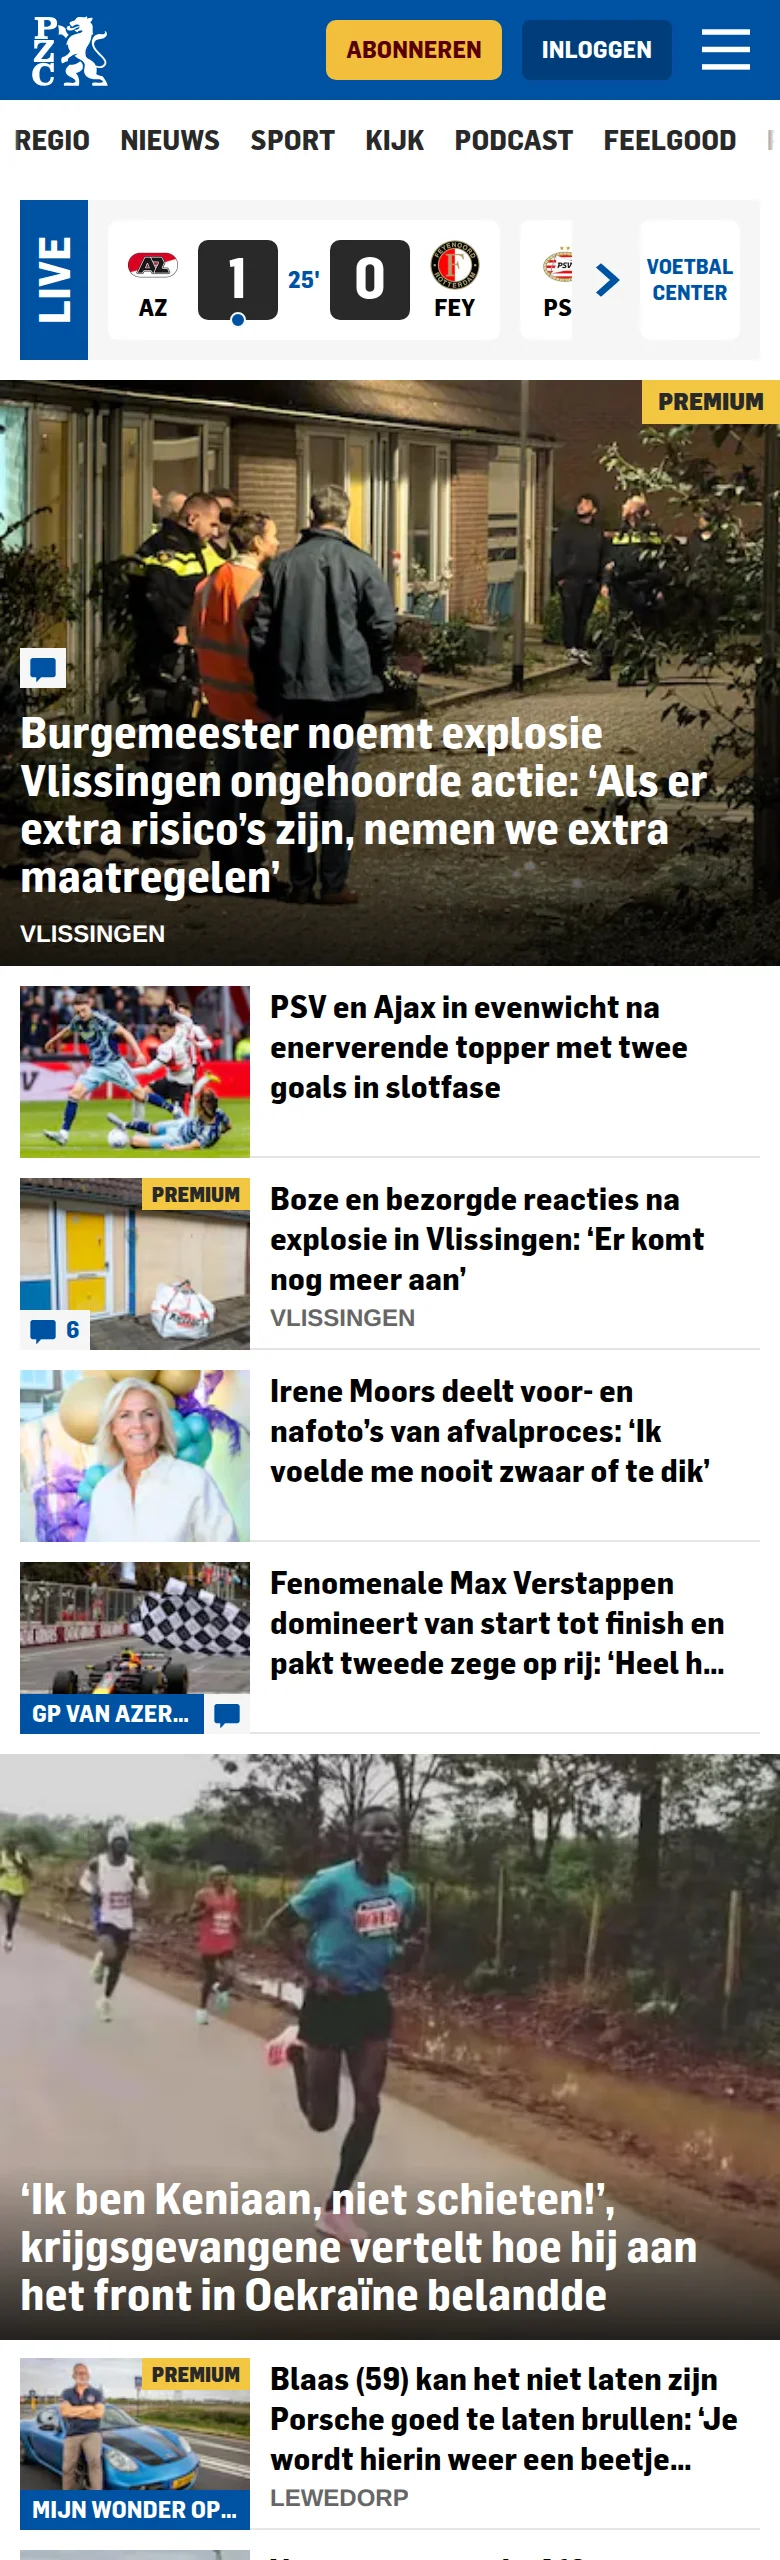 PZC
ABONNEREN
INLOGGEN
REGIO NIEUWS SPORT KIJK PODCAST FEELGOOD
LIVE
AZ 1 25' 0 FEY
PS
VOETBAL
CENTER
PREMIUM
Burgemeester noemt explosie
Vlissingen ongehoorde actie: ‘Als er
extra risico’s zijn, nemen we extra
maatregelen’
VLISSINGEN
PSV en Ajax in evenwicht na
enerverende topper met twee
goals in slotfase
PREMIUM
6
Boze en bezorgde reacties na
explosie in Vlissingen: ‘Er komt
nog meer aan’
VLISSINGEN
Irene Moors deelt voor- en
nafoto’s van afvalproces: ‘Ik
voelde me nooit zwaar of te dik’
GP VAN AZER...
Fenomenale Max Verstappen
domineert van start tot finish en
pakt tweede zege op rij: ‘Heel h...
‘Ik ben Keniaan, niet schieten!’,
krijgsgevangene vertelt hoe hij aan
het front in Oekraïne belandde
PREMIUM
MIJN WONDER OP...
Blaas (59) kan het niet laten zijn
Porsche goed te laten brullen: ‘Je
wordt hierin weer een beetje...
LEWEDORP